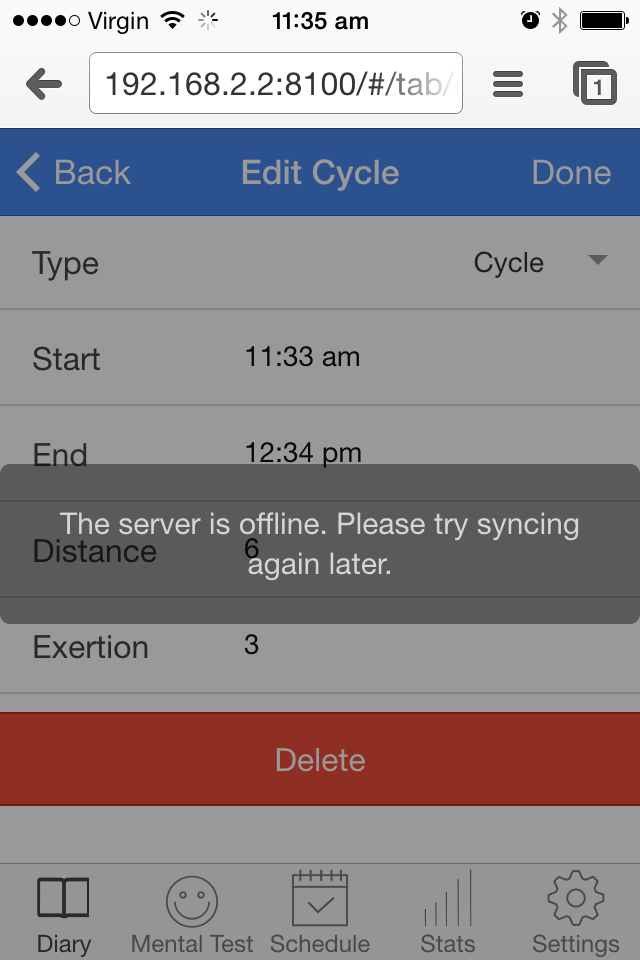 Virgin 11:35 am
192.168.2.2:8100/#/tab/
1
Back Edit Cycle Done
Type Cycle
Start 11:33 am
End 12:34 pm
The server is offline. Please try syncing
Distance 6
again later.
Exertion 3
Delete
Diary Mental Test Schedule Stats Settings